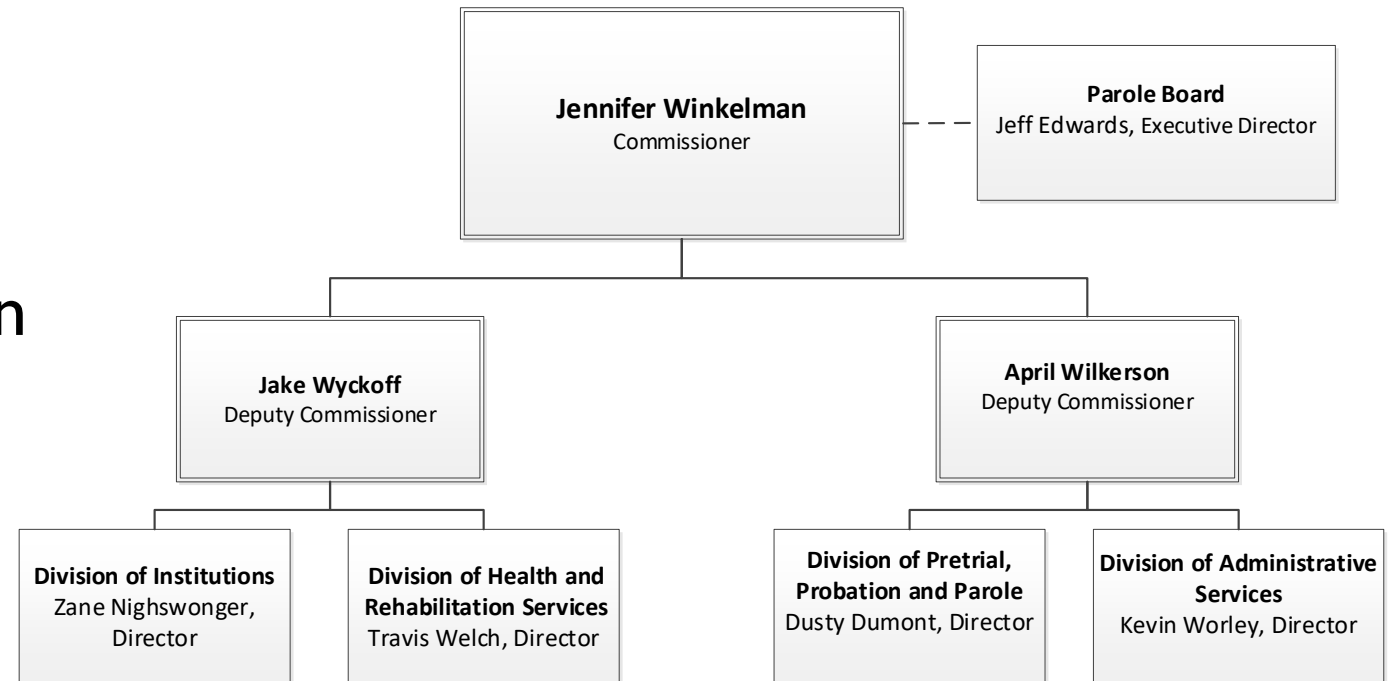 Jennifer Winkelman
Commissioner
Parole Board
Jeff Edwards, Executive Director
Jake Wyckoff
Deputy Commissioner
April Wilkerson
Deputy Commissioner
Division of Institutions
Zane Nighswonger,
Director
Division of Health and
Rehabilitation Services
Travis Welch, Director
Division of Pretrial,
Probation and Parole
Dusty Dumont, Director
Division of Administrative
Services
Kevin Worley, Director